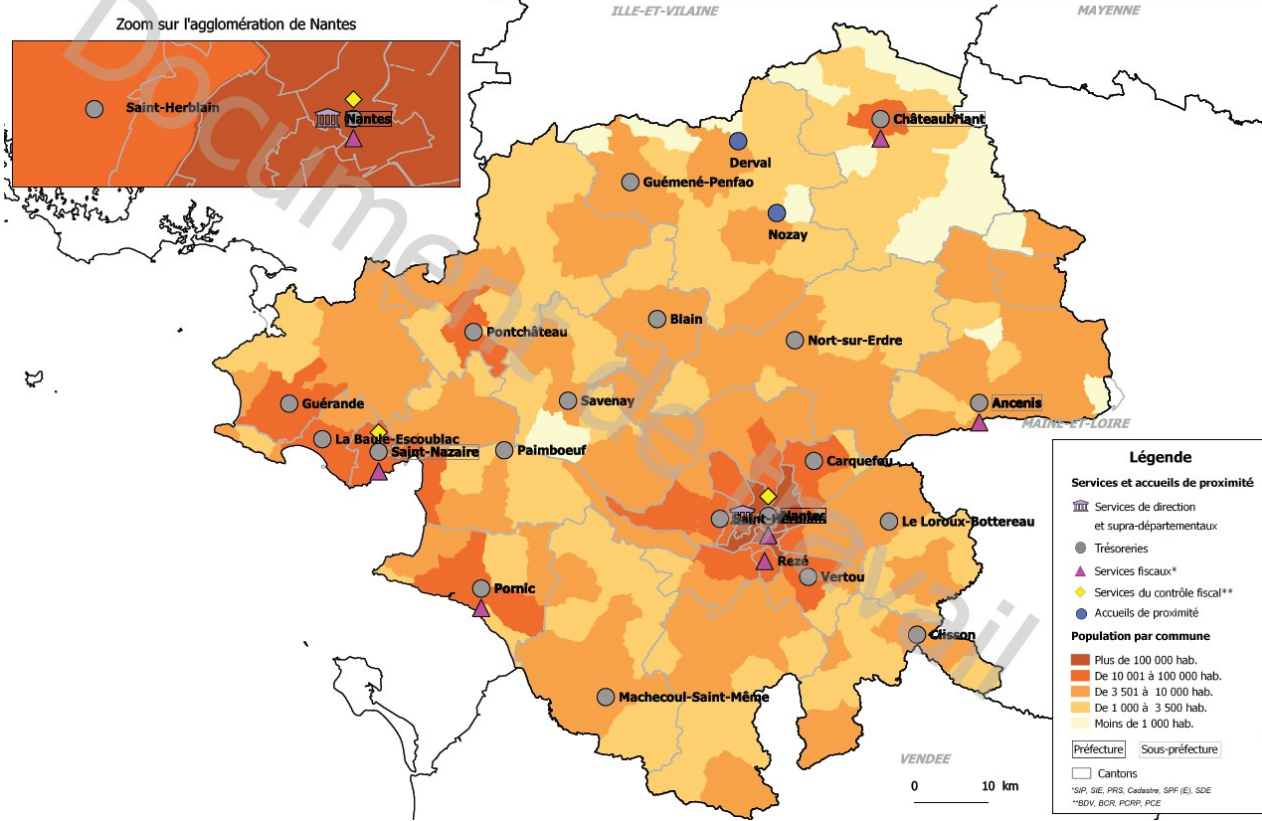 ILLE-ET-VILAINE
MAYENNE
Zoom sur l'agglomération de Nantes
Saint-Herblain
Nantes
Châteaubriant
Derval
Guémené-Penfao
Nozay
Blain
Pontchâteau
Nort-sur-Erdre
Guérande
Savenay
Ancenis
MAINE-ET-LOIRE
La Baule-Escoublac
Saint-Nazaire
Paimboeuf
Carquefou
Saint-Herblain
Nantes
Le Loroux-Bottereau
Rezé
Vertou
Pornic
Clisson
Machecoul-Saint-Même
VENDEE
0 10 km
Document de travail
Légende
Services et accueils de proximité
Services de direction
et supra-départementaux
Trésoreries
Services fiscaux*
Services du contrôle fiscal**
Accueils de proximité
Population par commune
Plus de 100 000 hab.
De 10 001 à 100 000 hab.
De 3 501 à 10 000 hab.
De 1 000 à 3 500 hab.
Moins de 1 000 hab.
Préfecture Sous-préfecture
Cantons
*SIP, SIE, PRS, Cadastre, SPF (E), SDE
**BDV, BCR, PCRP, PCE